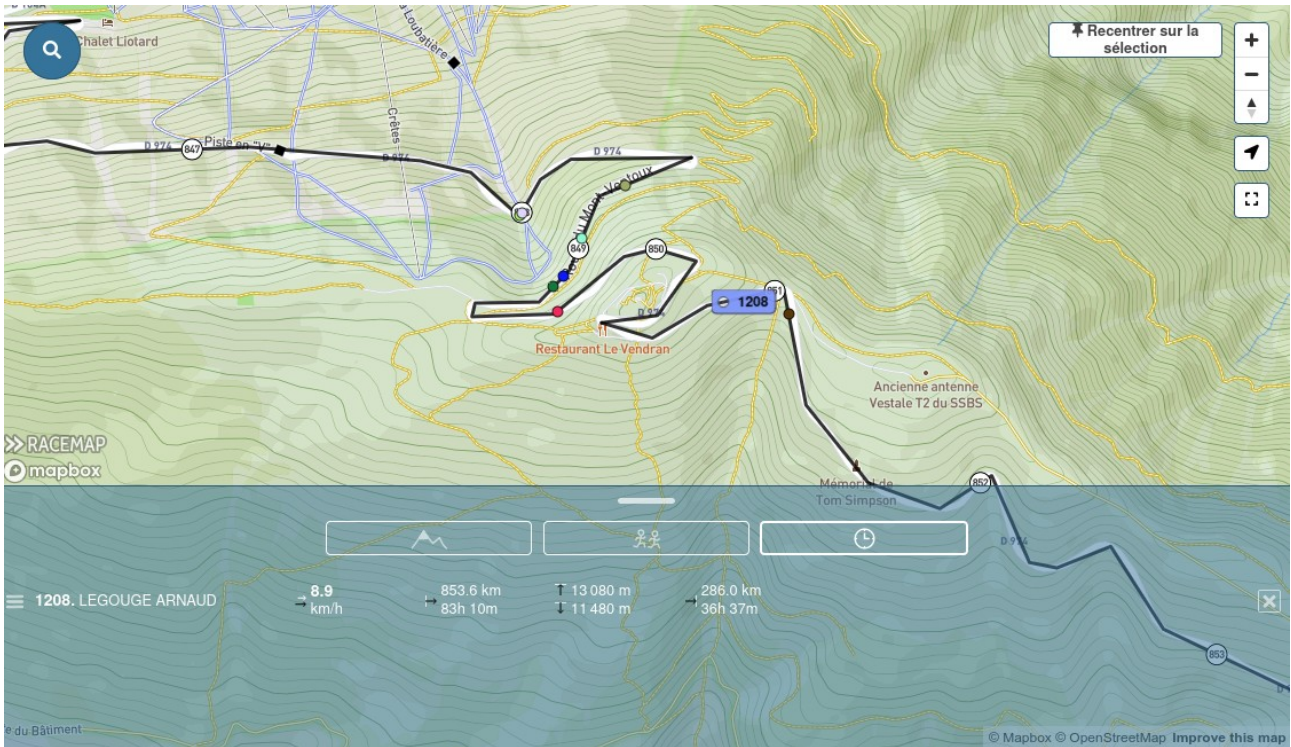 Chalet Liotard
Loubatière
Recentrer sur la
sélection
Crêtes
847
D 974
Piste en "V"
D 974
D 974
du Mont Ventoux
849
850
851
1208
D 974
Restaurant Le Vendran
Ancienne antenne
Vestale T2 du SSBS
RACEMAP
mapbox
Mémorial de
Tom Simpson
852
D 974
1208. LEGOUGE ARNAUD
8.9
km/h
853.6 km
83h 10m
13 080 m
11 480 m
286.0 km
36h 37m
853
du Bâtiment
© Mapbox © OpenStreetMap Improve this map